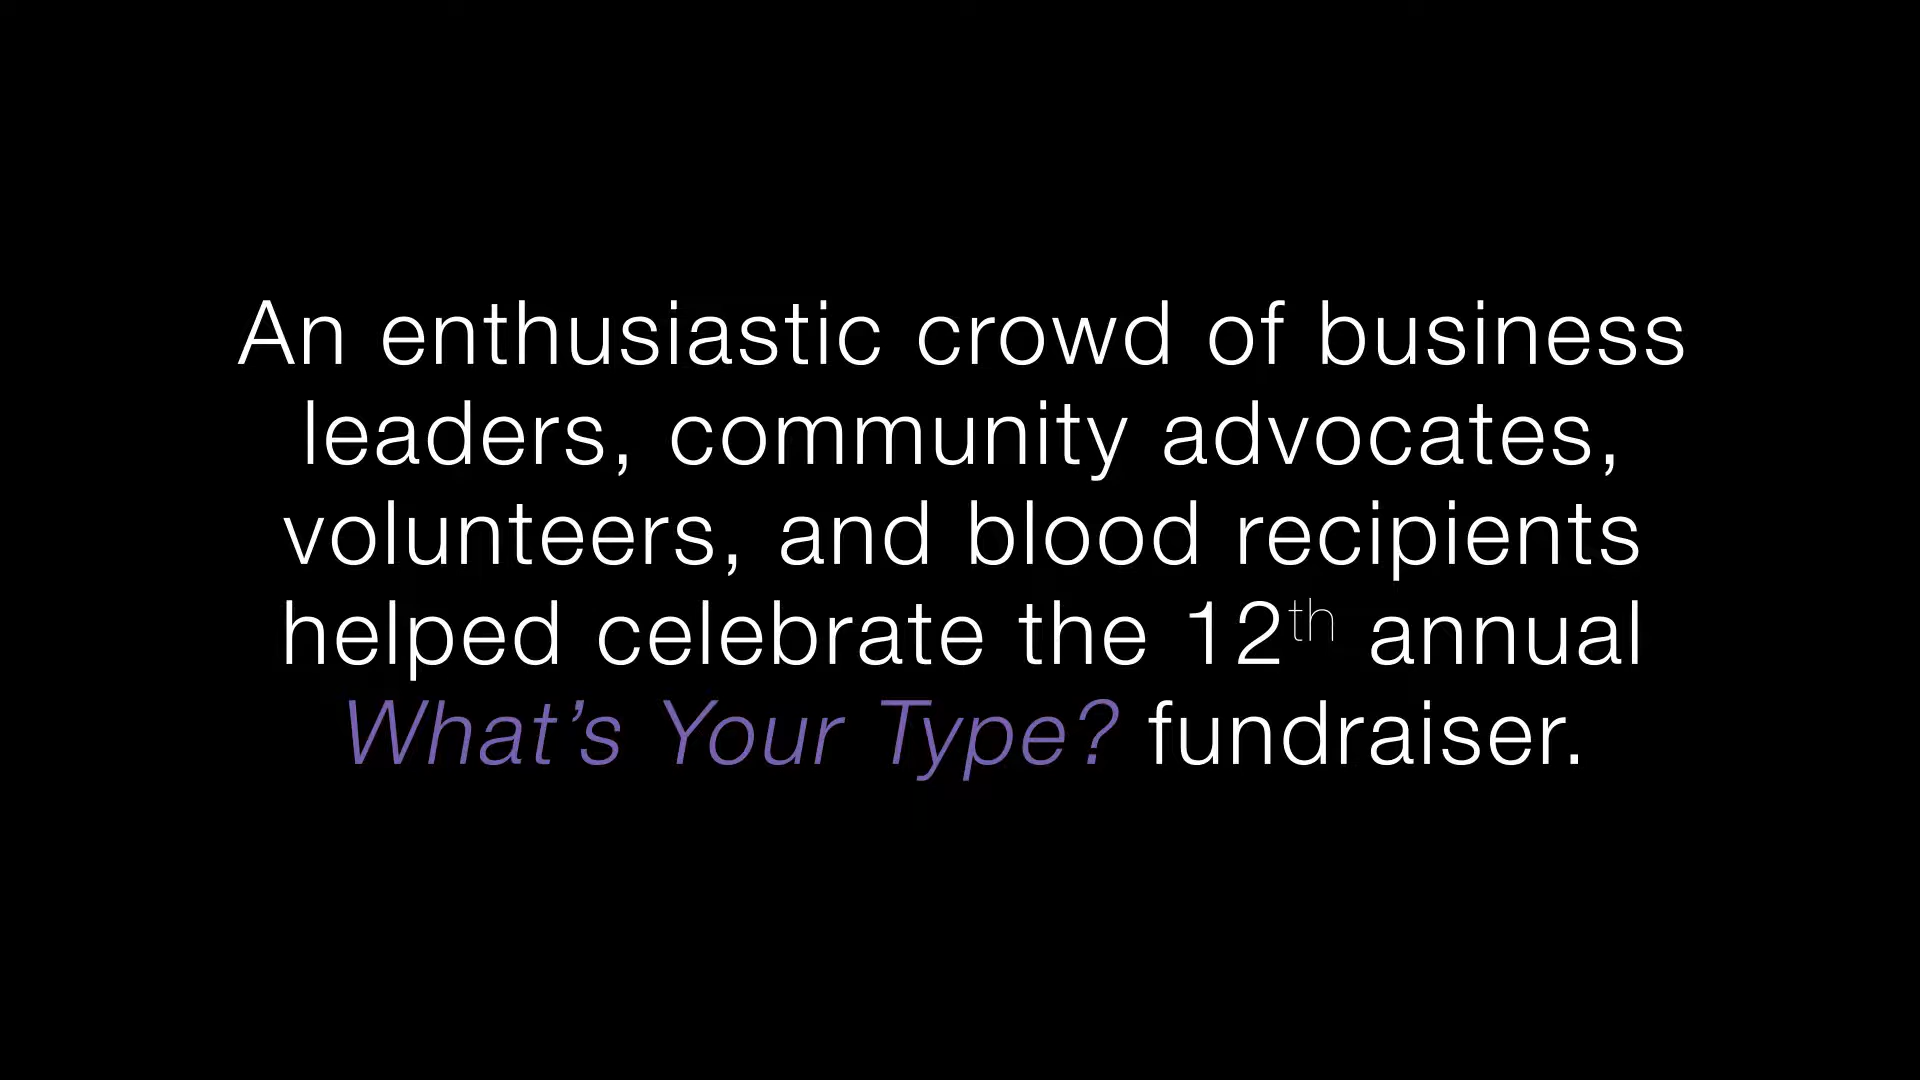 An enthusiastic crowd of business
leaders, community advocates,
volunteers, and blood recipients
helped celebrate the 12th annual
What’s Your Type? fundraiser.